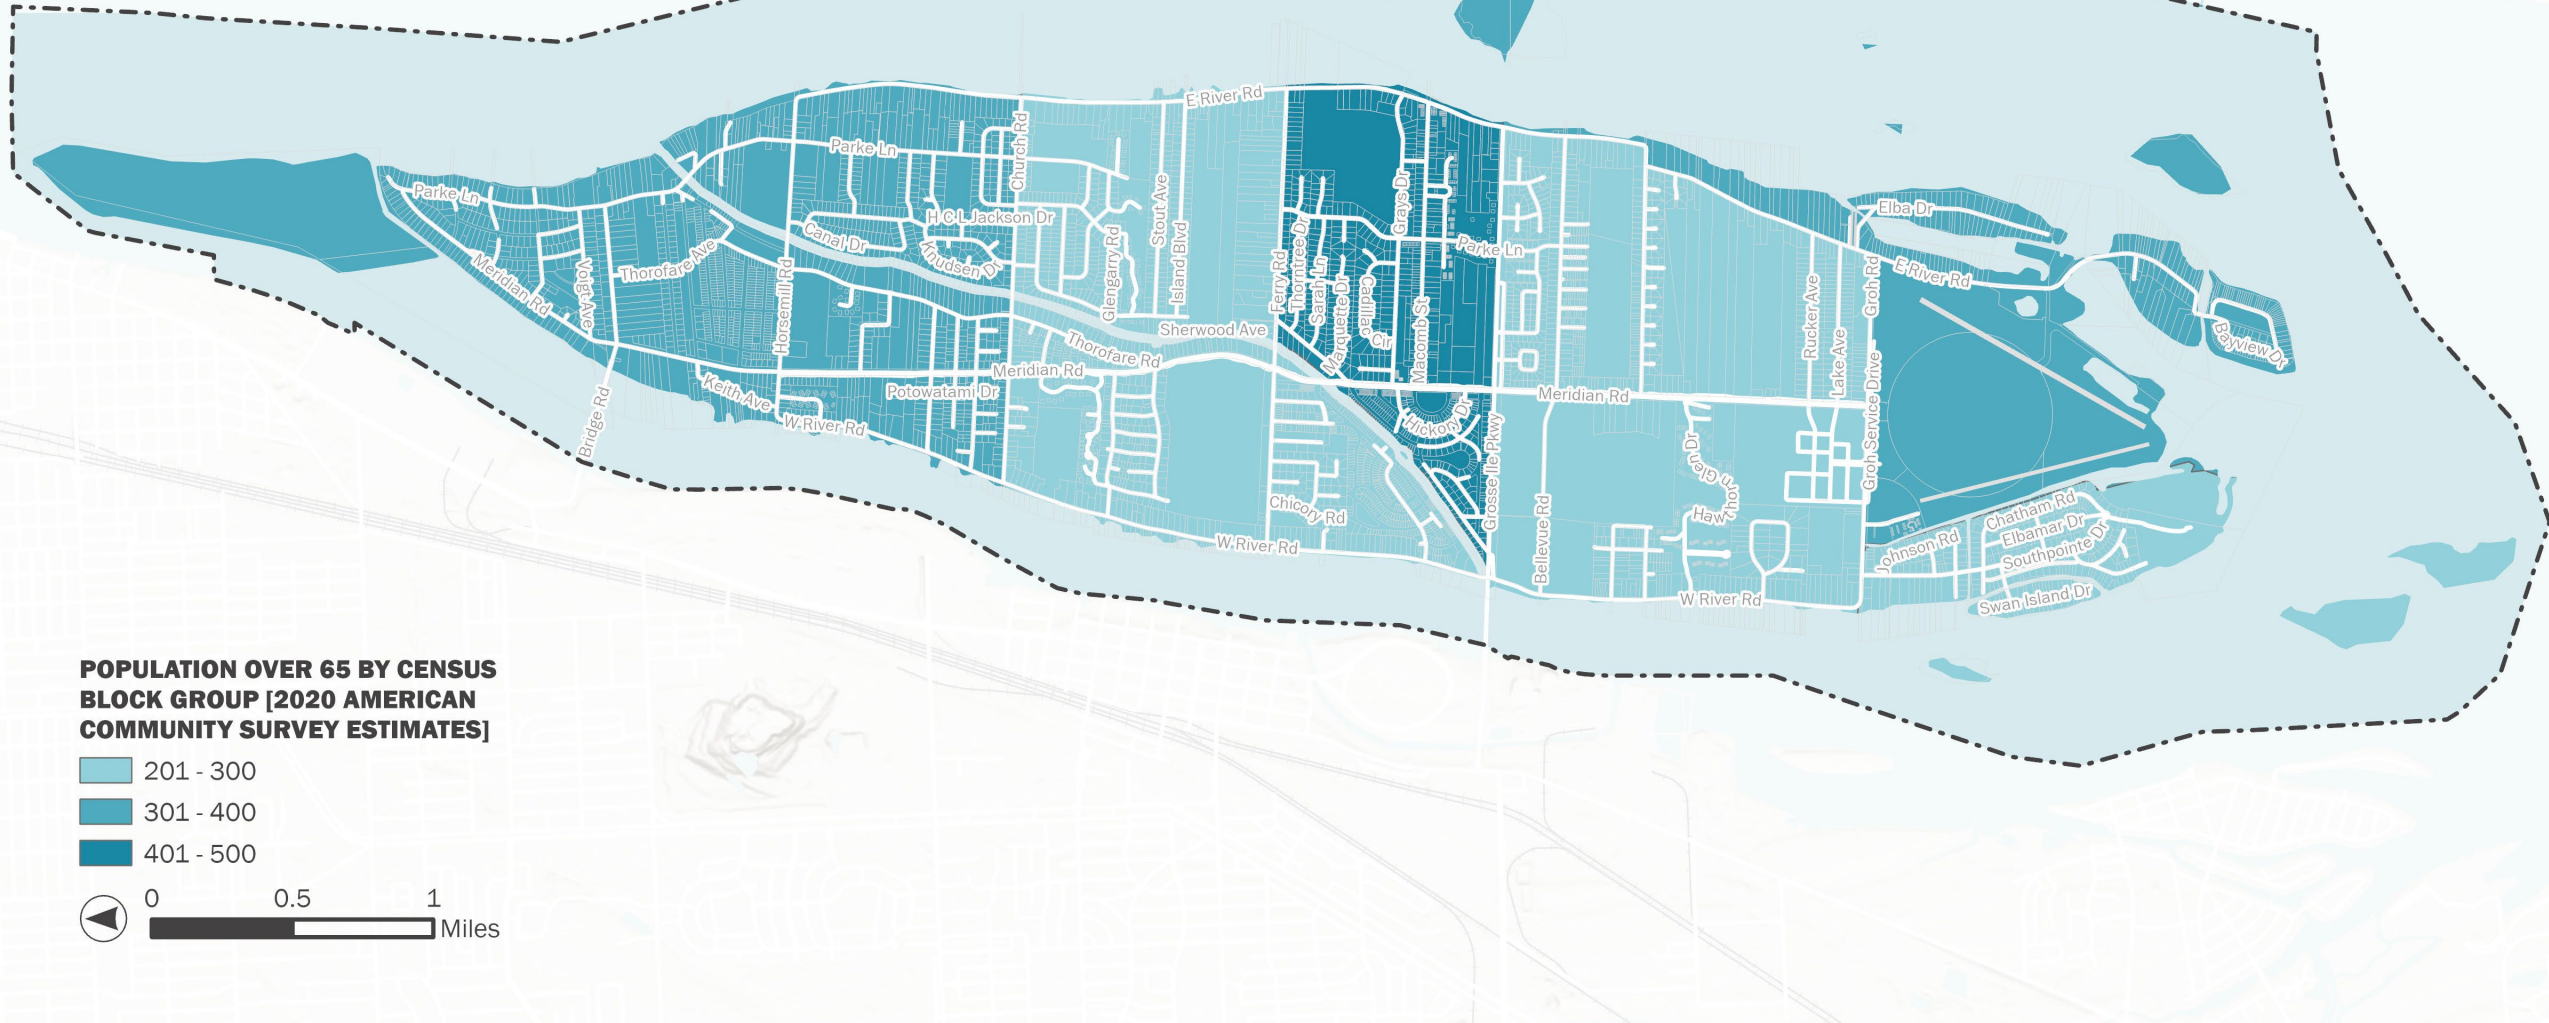 E River Rd
Church Rd
Parke Ln
Parke Ln
Stout Ave
Grays Dr
H C L Jackson Dr
Elba Dr
Canal Dr
Knudsen Dr
Glengarry Rd
Island Blvd
Ferry Rd
Thorntree Dr
Sarah Ln
Marquette Dr
Cadillac Cir
Macomb St
Parke Ln
Meridian Rd
Voigt Ave
Thorofare Ave
Horsemill Rd
Rucker Ave
Lake Ave
Groh Rd
E River Rd
Bayview Dr
Sherwood Ave
Thorofare Rd
Meridian Rd
Meridian Rd
Groh Service Drive
Keith Ave
Potowatami Dr
W River Rd
Bridge Rd
Hickory Dr
Grosse Ile Pkwy
Bellevue Rd
Hawthorn Glen Dr
Chicory Rd
W River Rd
Chatham Rd
Elbamar Dr
Southpointe Dr
Johnson Rd
Swan Island Dr
W River Rd
POPULATION OVER 65 BY CENSUS
BLOCK GROUP [2020 AMERICAN
COMMUNITY SURVEY ESTIMATES]
201 - 300
301 - 400
401 - 500
0 0.5 1
Miles